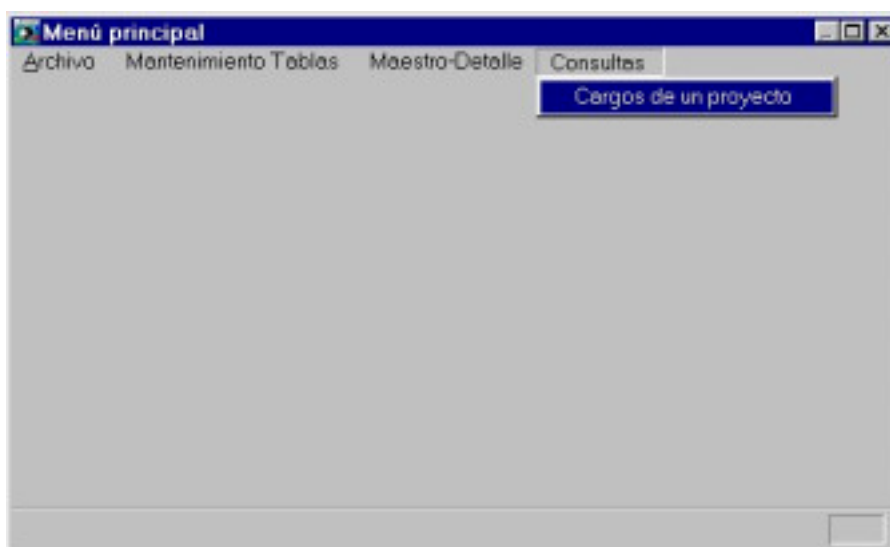 Menú principal
Archivo Mantenimiento Tablas Maestro-Detalle Consultas
Cargos de un proyecto